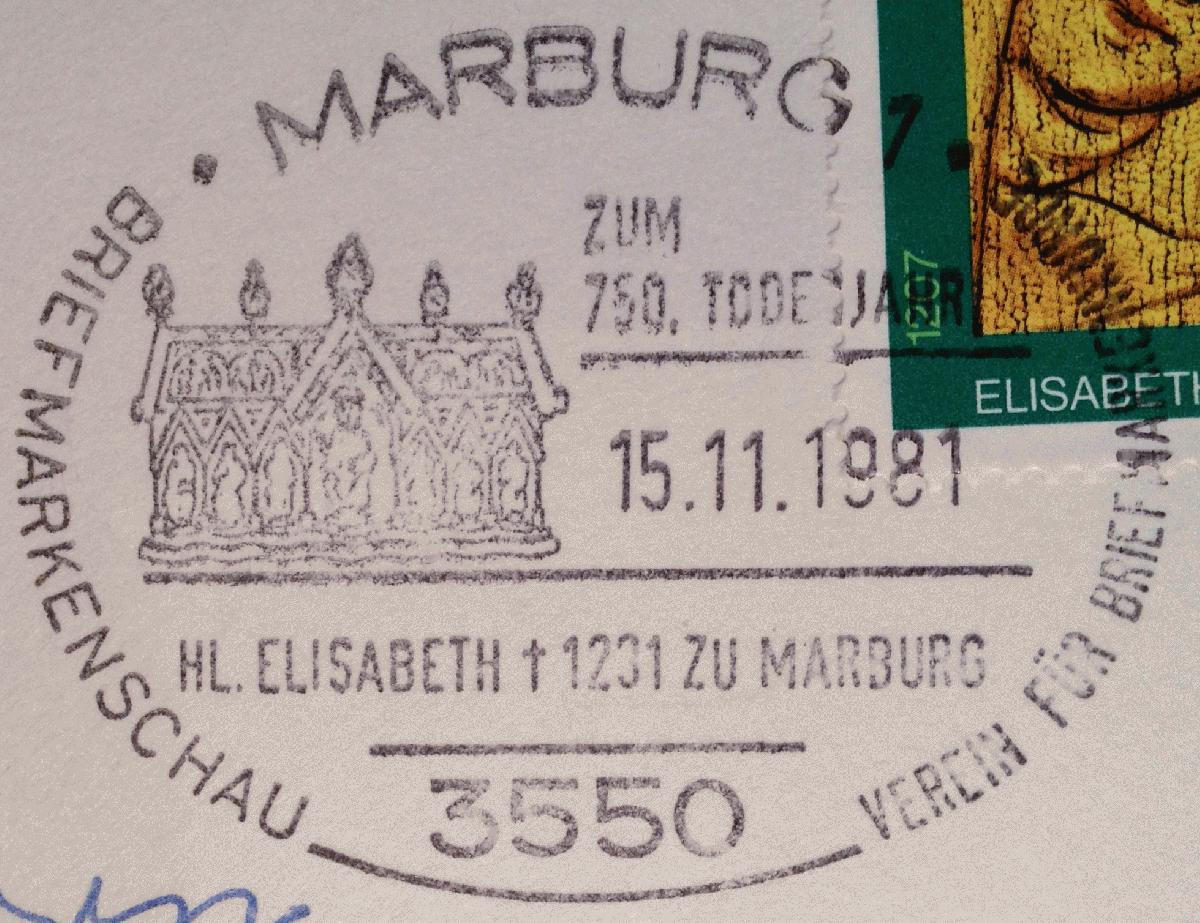 MARBURG 7
BRIEFMARKENSCHAU
ZUM
750. TODESJAHR
1207
ELISABETH
15.11.1981
HL. ELISABETH † 1231 ZU MARBURG
3550
VEREIN FÜR BRIEFMARKENKUNDE